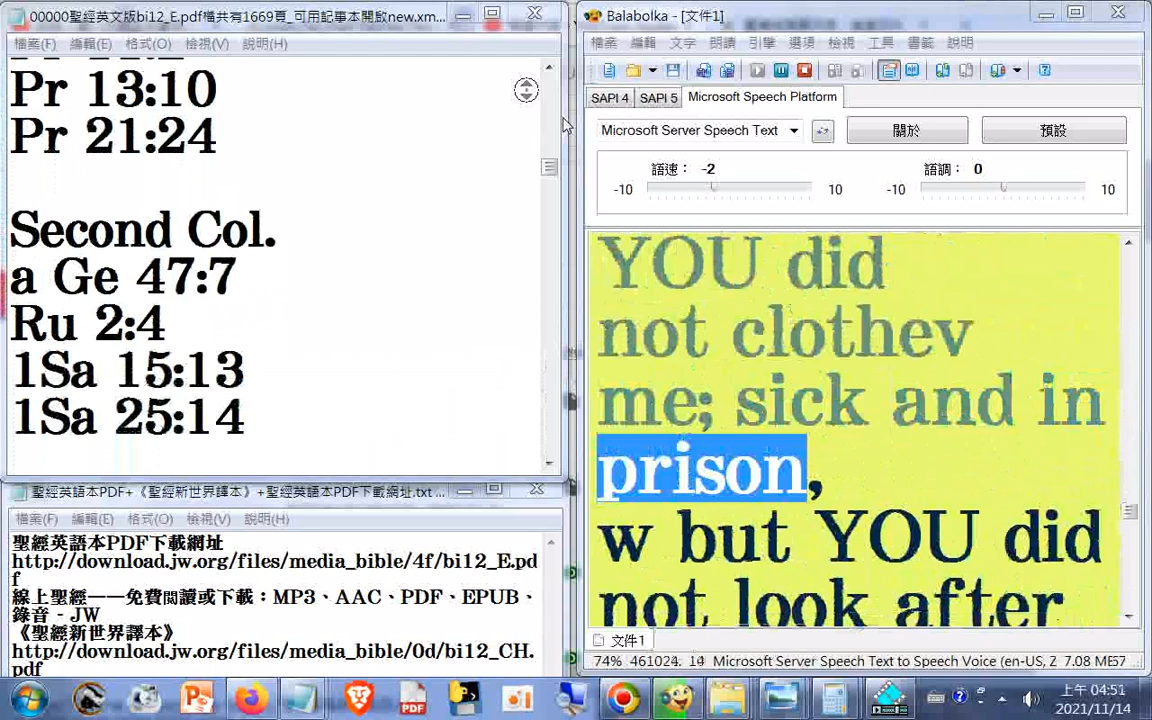 00000聖經英文版bi12_E.pdf檔共有1669頁_可用記事本開啟new.xm...
檔案(F) 編輯(E) 格式(O) 檢視(V) 說明(H)
Pr 13:10
Pr 21:24
Second Col.
a Ge 47:7
Ru 2:4
1Sa 15:13
1Sa 25:14
聖經英語本PDF+《聖經新世界譯本》+聖經英語本PDF下載網址.txt ...
檔案(F) 編輯(E) 格式(O) 檢視(V) 說明(H)
聖經英語本PDF下載網址
http://download.jw.org/files/media_bible/4f/bi12_E.pd
f
線上聖經——免費閱讀或下載：MP3、AAC、PDF、EPUB、
錄音 - JW
《聖經新世界譯本》
http://download.jw.org/files/media_bible/0d/bi12_CH.
pdf
Balabolka - [文件1]
檔案 編輯 文字 朗讀 引擎 選項 檢視 工具 書籤 說明
SAPI 4 SAPI 5 Microsoft Speech Platform
Microsoft Server Speech Text 關於 預設
語速： -2 語調： 0
-10 10 -10 10
YOU did
not clothev
me; sick and in
prison,
w but YOU did
not look after
文件1
74% 461024. 14 Microsoft Server Speech Text to Speech Voice (en-US, Z 7.08 ME57
上午 04:51
2021/11/14